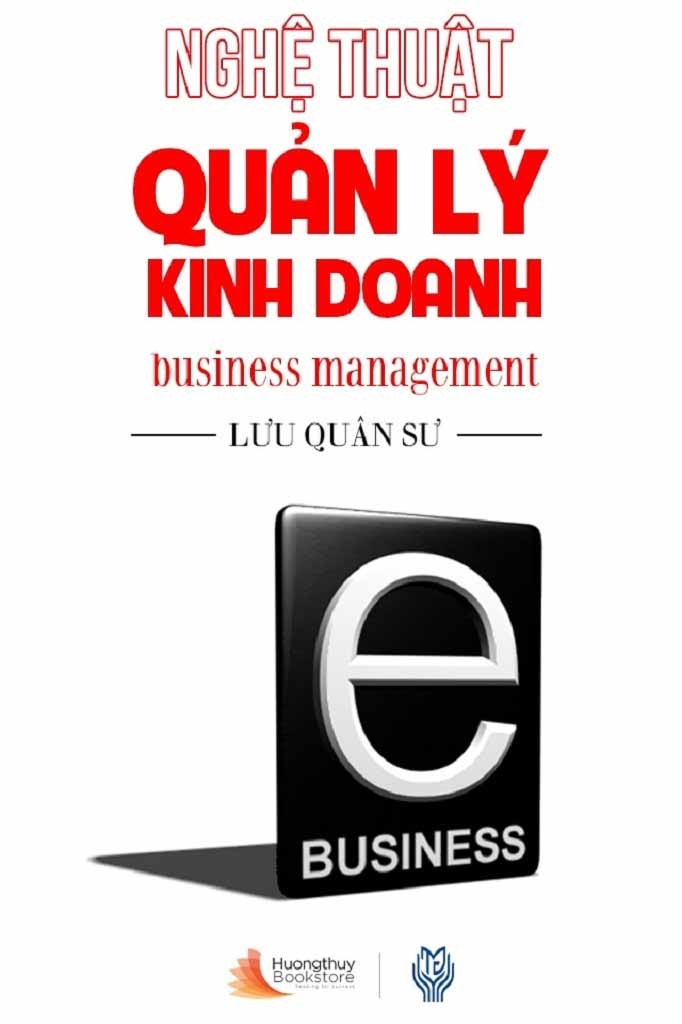 NGHỆ THUẬT
QUẢN LÝ
KINH DOANH
business management
LƯU QUÂN SƯ
e
BUSINESS
Huongthuy
Bookstore